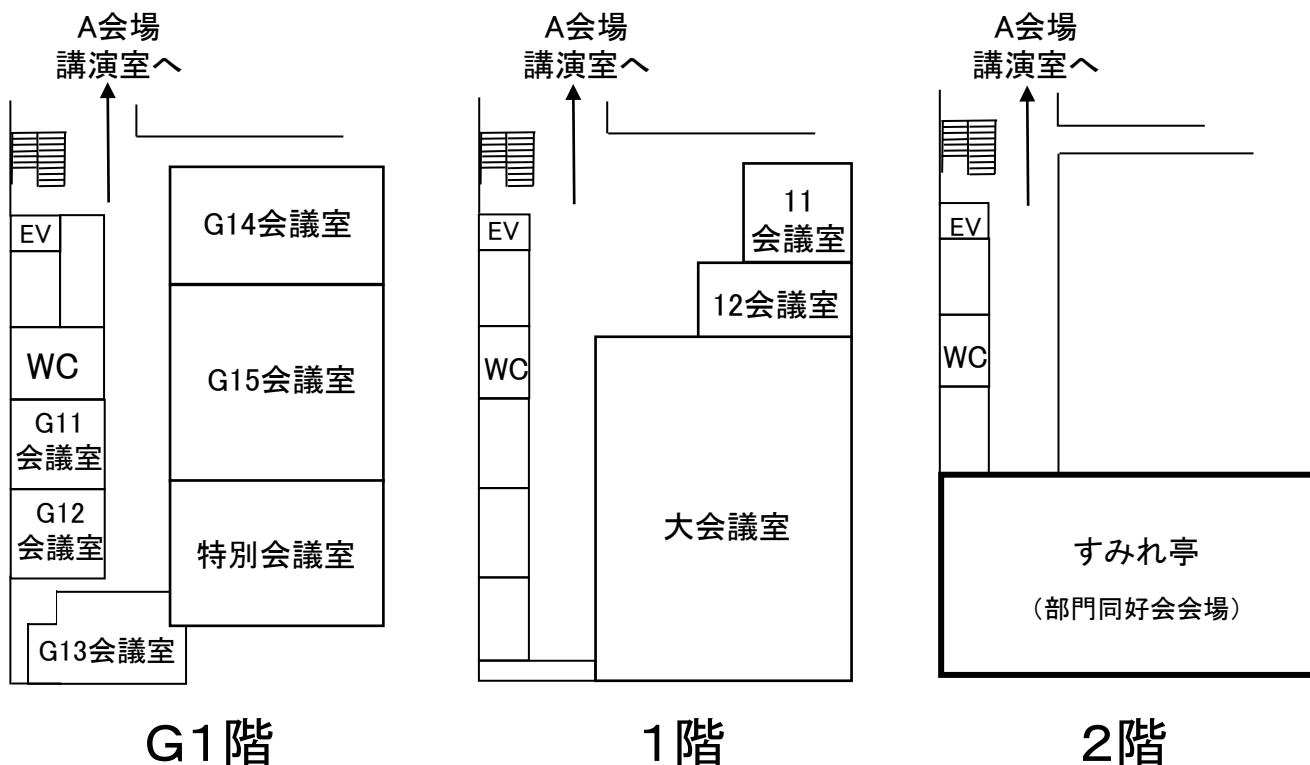 A会場
講演室へ
EV
WC
G11
会議室
G12
会議室
G13会議室
G14会議室
G15会議室
特別会議室
G1階
A会場
講演室へ
EV
WC
11
会議室
12会議室
大会議室
1階
A会場
講演室へ
EV
WC
すみれ亭
（部門同好会会場）
2階